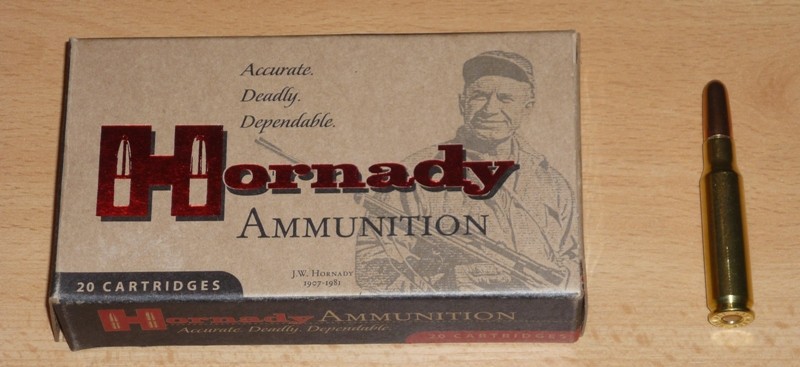 Accurate.
Deadly.
Dependable.
Hornady
AMMUNITION
J.W. HORNADY
1907-1981
20 CARTRIDGES
Hornady AMMUNITION
Accurate. Deadly. Dependable.
20 CARTRIDGES